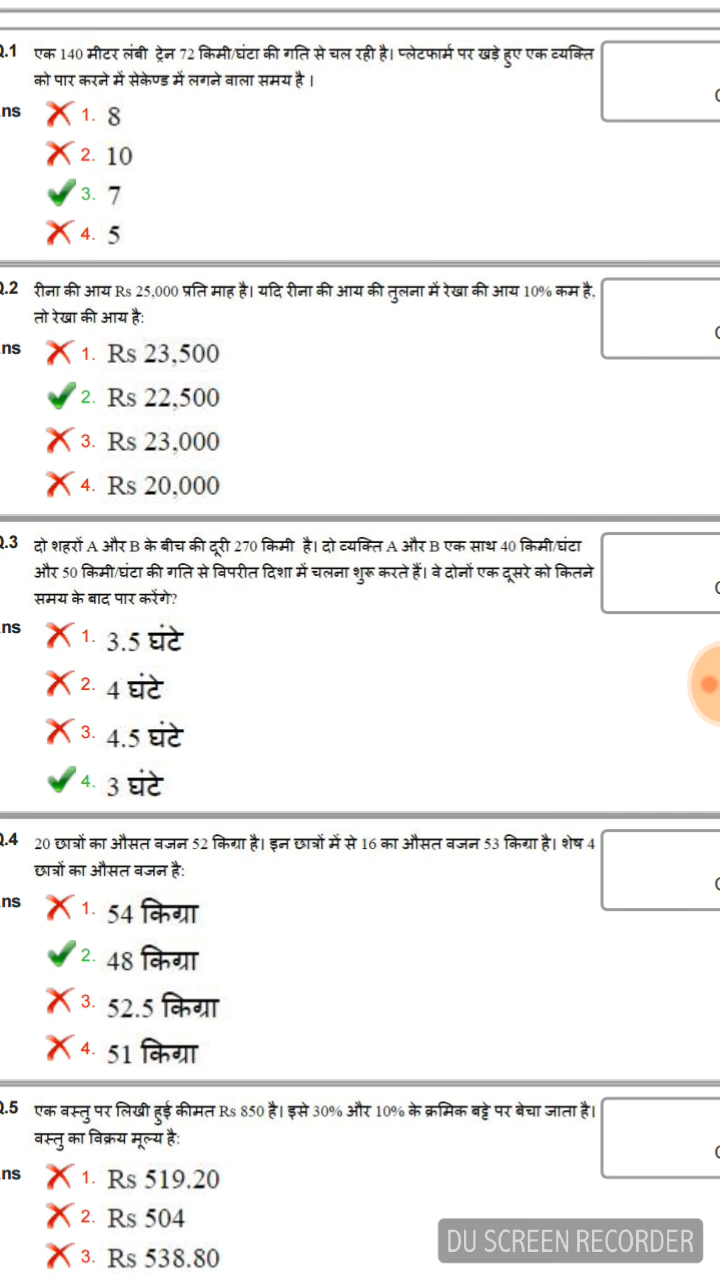 Q.1 एक 140 मीटर लंबी ट्रेन 72 किमी/घंटा की गति से चल रही है। प्लेटफार्म पर खड़े हुए एक व्यक्ति
को पार करने में सेकेण्ड में लगने वाला समय है ।
ns 1. 8
2. 10
3. 7
4. 5
Q.2 रीना की आय Rs 25,000 प्रति माह है। यदि रीना की आय की तुलना में रेखा की आय 10% कम है,
तो रेखा की आय है:
ns 1. Rs 23,500
2. Rs 22,500
3. Rs 23,000
4. Rs 20,000
Q.3 दो शहरों A और B के बीच की दूरी 270 किमी है। दो व्यक्ति A और B एक साथ 40 किमी/घंटा
और 50 किमी/घंटा की गति से विपरीत दिशा में चलना शुरू करते हैं। वे दोनों एक दूसरे को कितने
समय के बाद पार करेंगे?
ns 1. 3.5 घंटे
2. 4 घंटे
3. 4.5 घंटे
4. 3 घंटे
Q.4 20 छात्रों का औसत वजन 52 किग्रा है। इन छात्रों में से 16 का औसत वजन 53 किग्रा है। शेष 4
छात्रों का औसत वजन है:
ns 1. 54 किग्रा
2. 48 किग्रा
3. 52.5 किग्रा
4. 51 किग्रा
Q.5 एक वस्तु पर लिखी हुई कीमत Rs 850 है। इसे 30% और 10% के क्रमिक बट्टे पर बेचा जाता है।
वस्तु का विक्रय मूल्य है:
ns 1. Rs 519.20
2. Rs 504
3. Rs 538.80
DU SCREEN RECORDER